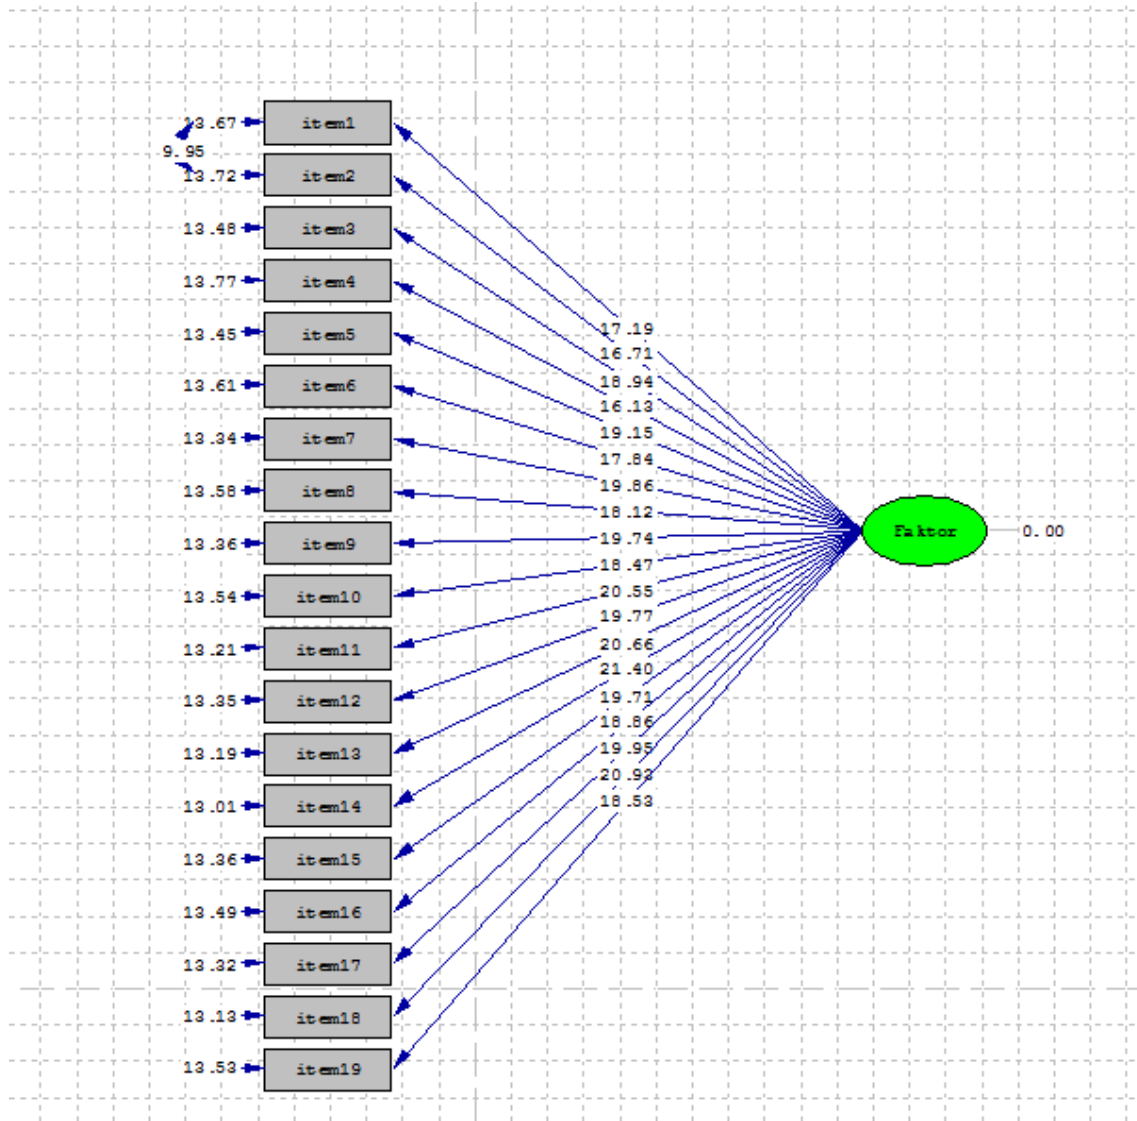 13.67 item1
9.95
13.72 item2
13.48 item3
13.77 item4
17.19
13.45 item5
16.71
18.94
13.61 item6
16.13
19.15
13.34 item7
17.84
19.86
13.58 item8
18.12
Faktor 0.00
13.36 item9
19.74
18.47
13.54 item10
20.55
19.77
13.21 item11
20.66
21.40
13.35 item12
19.71
18.86
13.19 item13
19.95
20.93
13.01 item14
18.53
13.36 item15
13.49 item16
13.32 item17
13.13 item18
13.53 item19